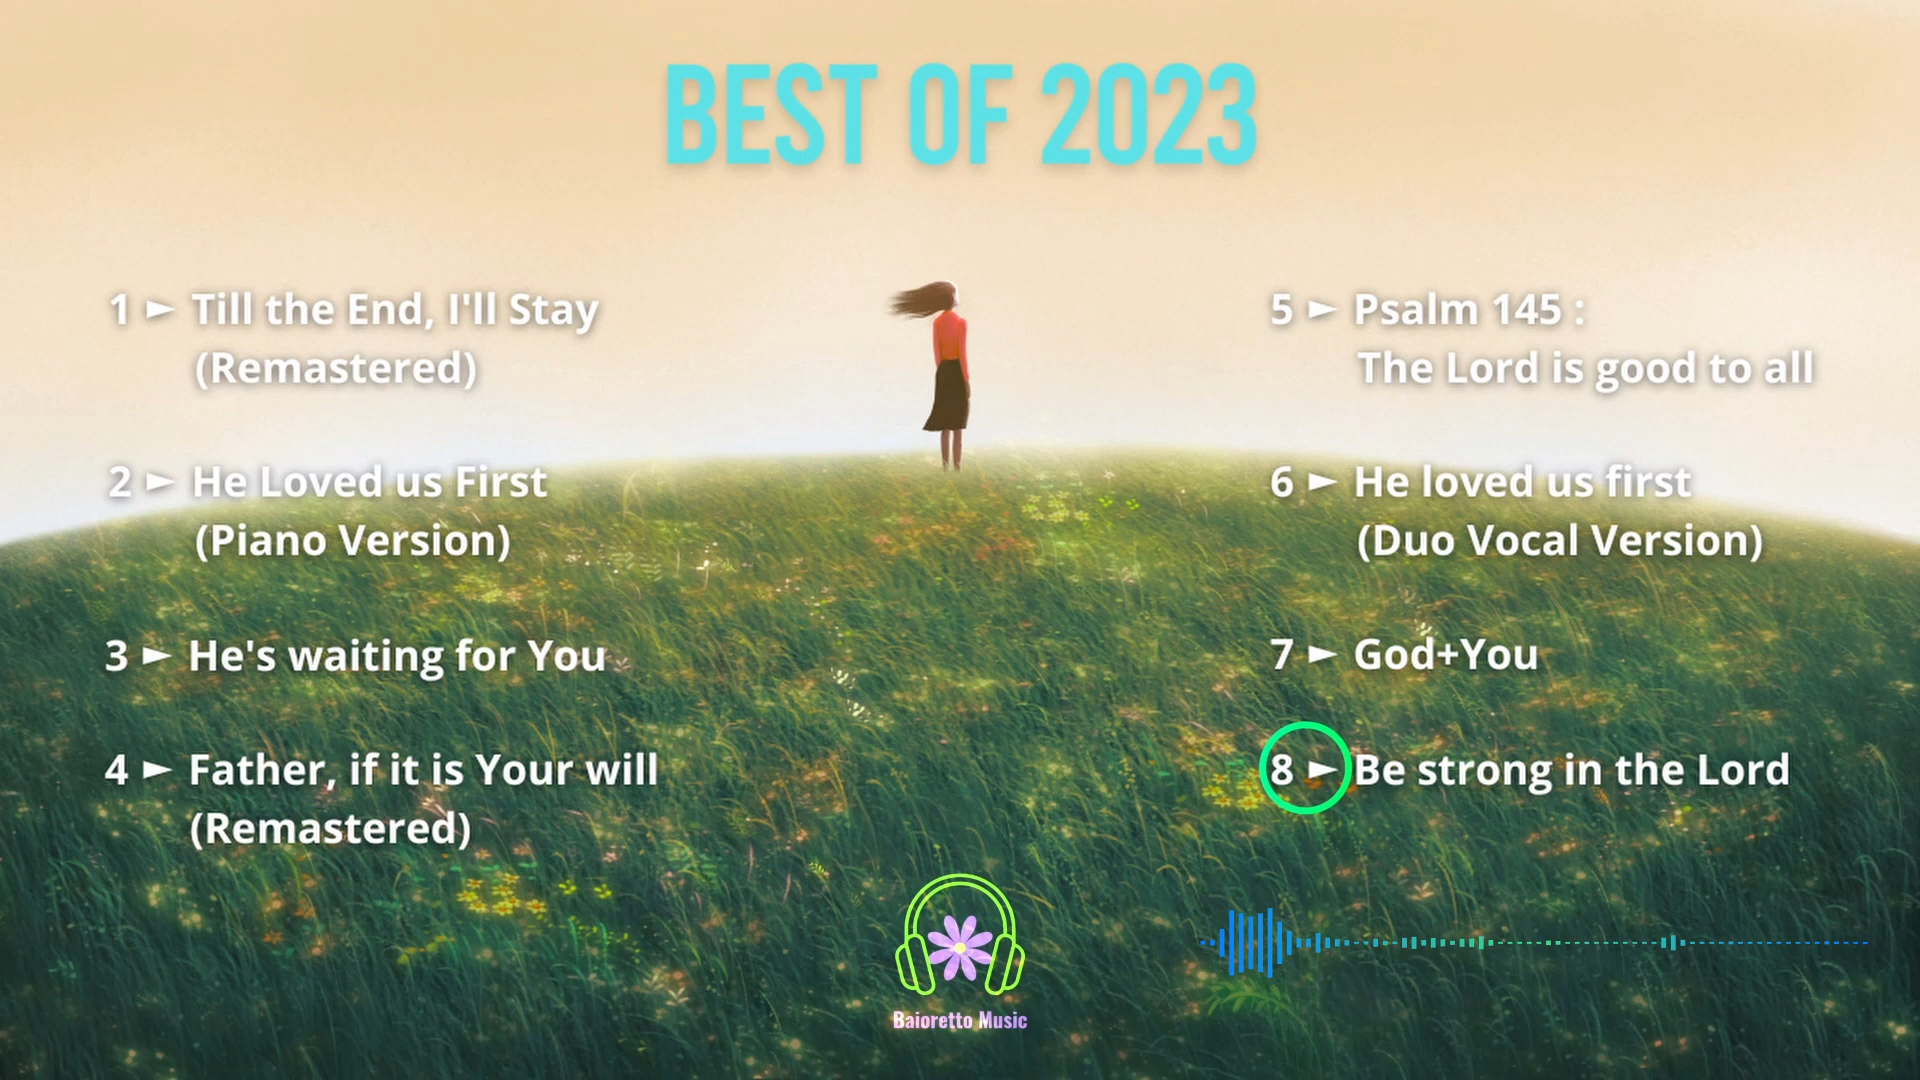 BEST OF 2023
1 ► Till the End, I'll Stay
(Remastered)
2 ► He Loved us First
(Piano Version)
3 ► He's waiting for You
4 ► Father, if it is Your will
(Remastered)
5 ► Psalm 145 :
The Lord is good to all
6 ► He loved us first
(Duo Vocal Version)
7 ► God+You
8 ► Be strong in the Lord
Baioretto Music